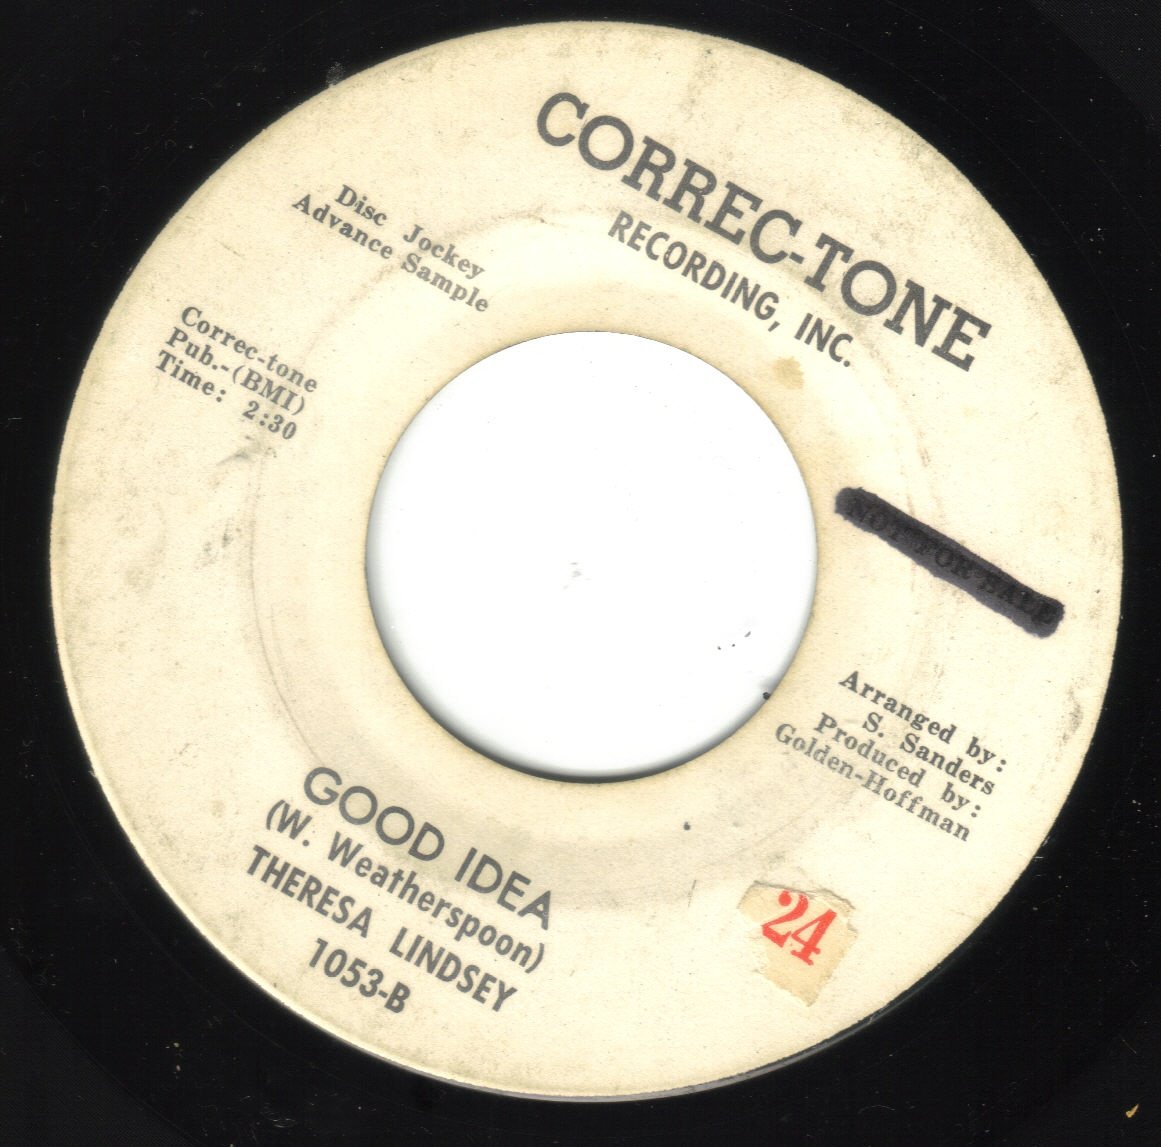 CORREC-TONE
RECORDING, INC.
Disc Jockey
Advance Sample
Correc-tone
Pub.-(BMI)
Time: 2:30
NOT FOR SALE
Arranged by:
S. Sanders
Produced by:
Golden-Hoffman
GOOD IDEA
(W. Weatherspoon)
THERESA LINDSEY
1053-B
24